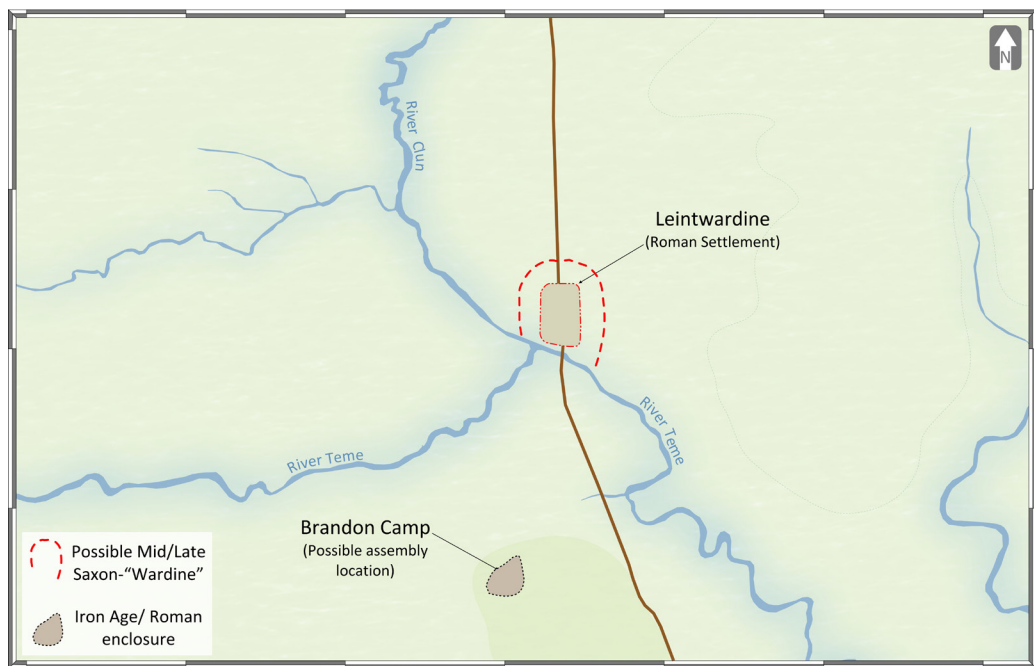 N
River Clun
Leintwardine
(Roman Settlement)
River Teme
River Teme
Brandon Camp
(Possible assembly
location)
Possible Mid/Late
Saxon-“Wardine”
Iron Age/ Roman
enclosure